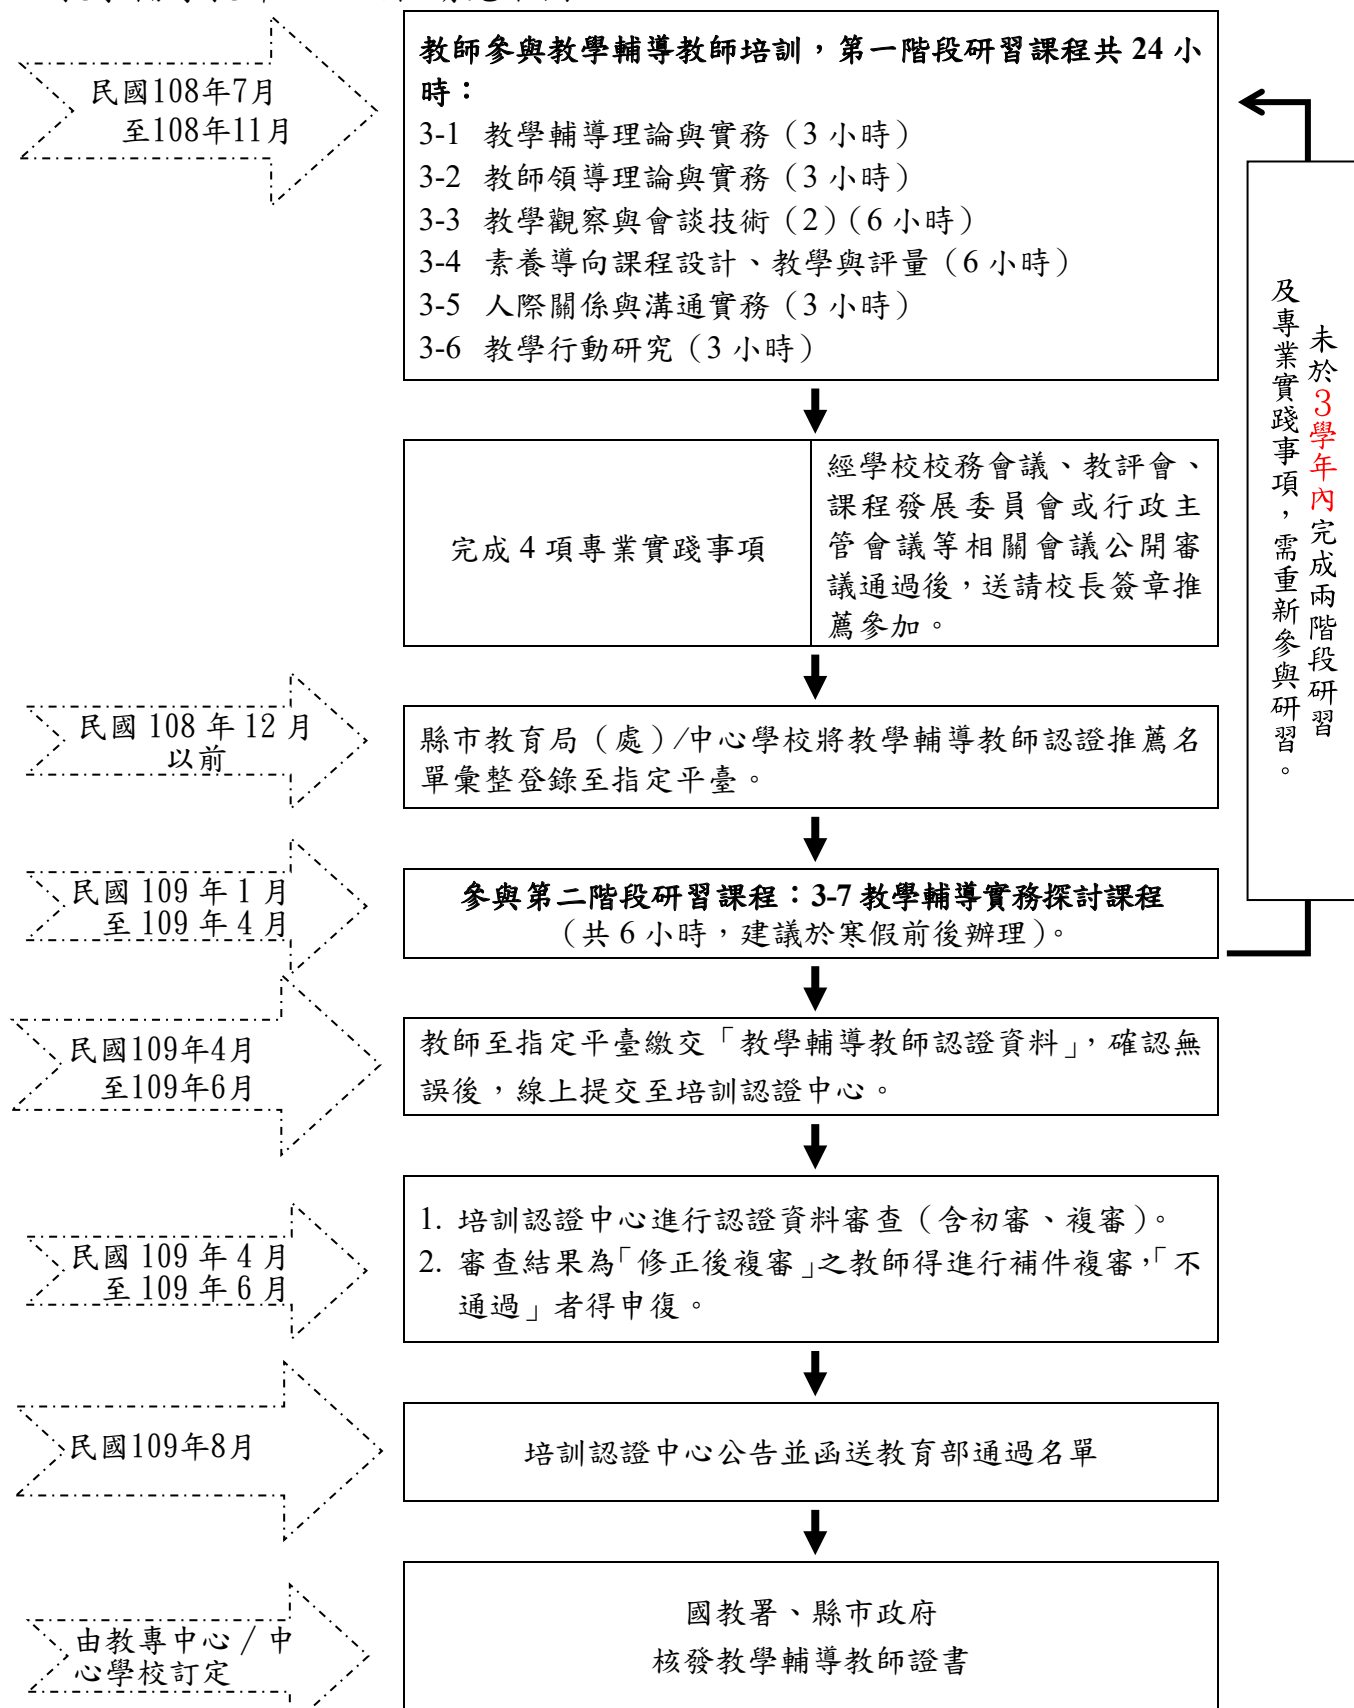 民國108年7月
至108年11月
教師參與教學輔導教師培訓，第一階段研習課程共 24 小
時：
3-1 教學輔導理論與實務（3 小時）
3-2 教師領導理論與實務（3 小時）
3-3 教學觀察與會談技術（2）（6 小時）
3-4 素養導向課程設計、教學與評量（6 小時）
3-5 人際關係與溝通實務（3 小時）
3-6 教學行動研究（3 小時）
未於3學年內完成兩階段研習
及專業實踐事項，需重新參與研習。
完成 4 項專業實踐事項
經學校校務會議、教評會、
課程發展委員會或行政主
管會議等相關會議公開審
議通過後，送請校長簽章推
薦參加。
民國 108 年 12 月
以前
縣市教育局（處）/中心學校將教學輔導教師認證推薦名
單彙整登錄至指定平臺。
民國 109 年 1 月
至 109 年 4 月
參與第二階段研習課程：3-7 教學輔導實務探討課程
（共 6 小時，建議於寒假前後辦理）。
民國109年4月
至109年6月
教師至指定平臺繳交「教學輔導教師認證資料」，確認無
誤後，線上提交至培訓認證中心。
民國 109 年 4 月
至 109 年 6 月
1. 培訓認證中心進行認證資料審查（含初審、複審）。
2. 審查結果為「修正後複審」之教師得進行補件複審，「不
通過」者得申復。
民國109年8月
培訓認證中心公告並函送教育部通過名單
由教專中心／中
心學校訂定
國教署、縣市政府
核發教學輔導教師證書